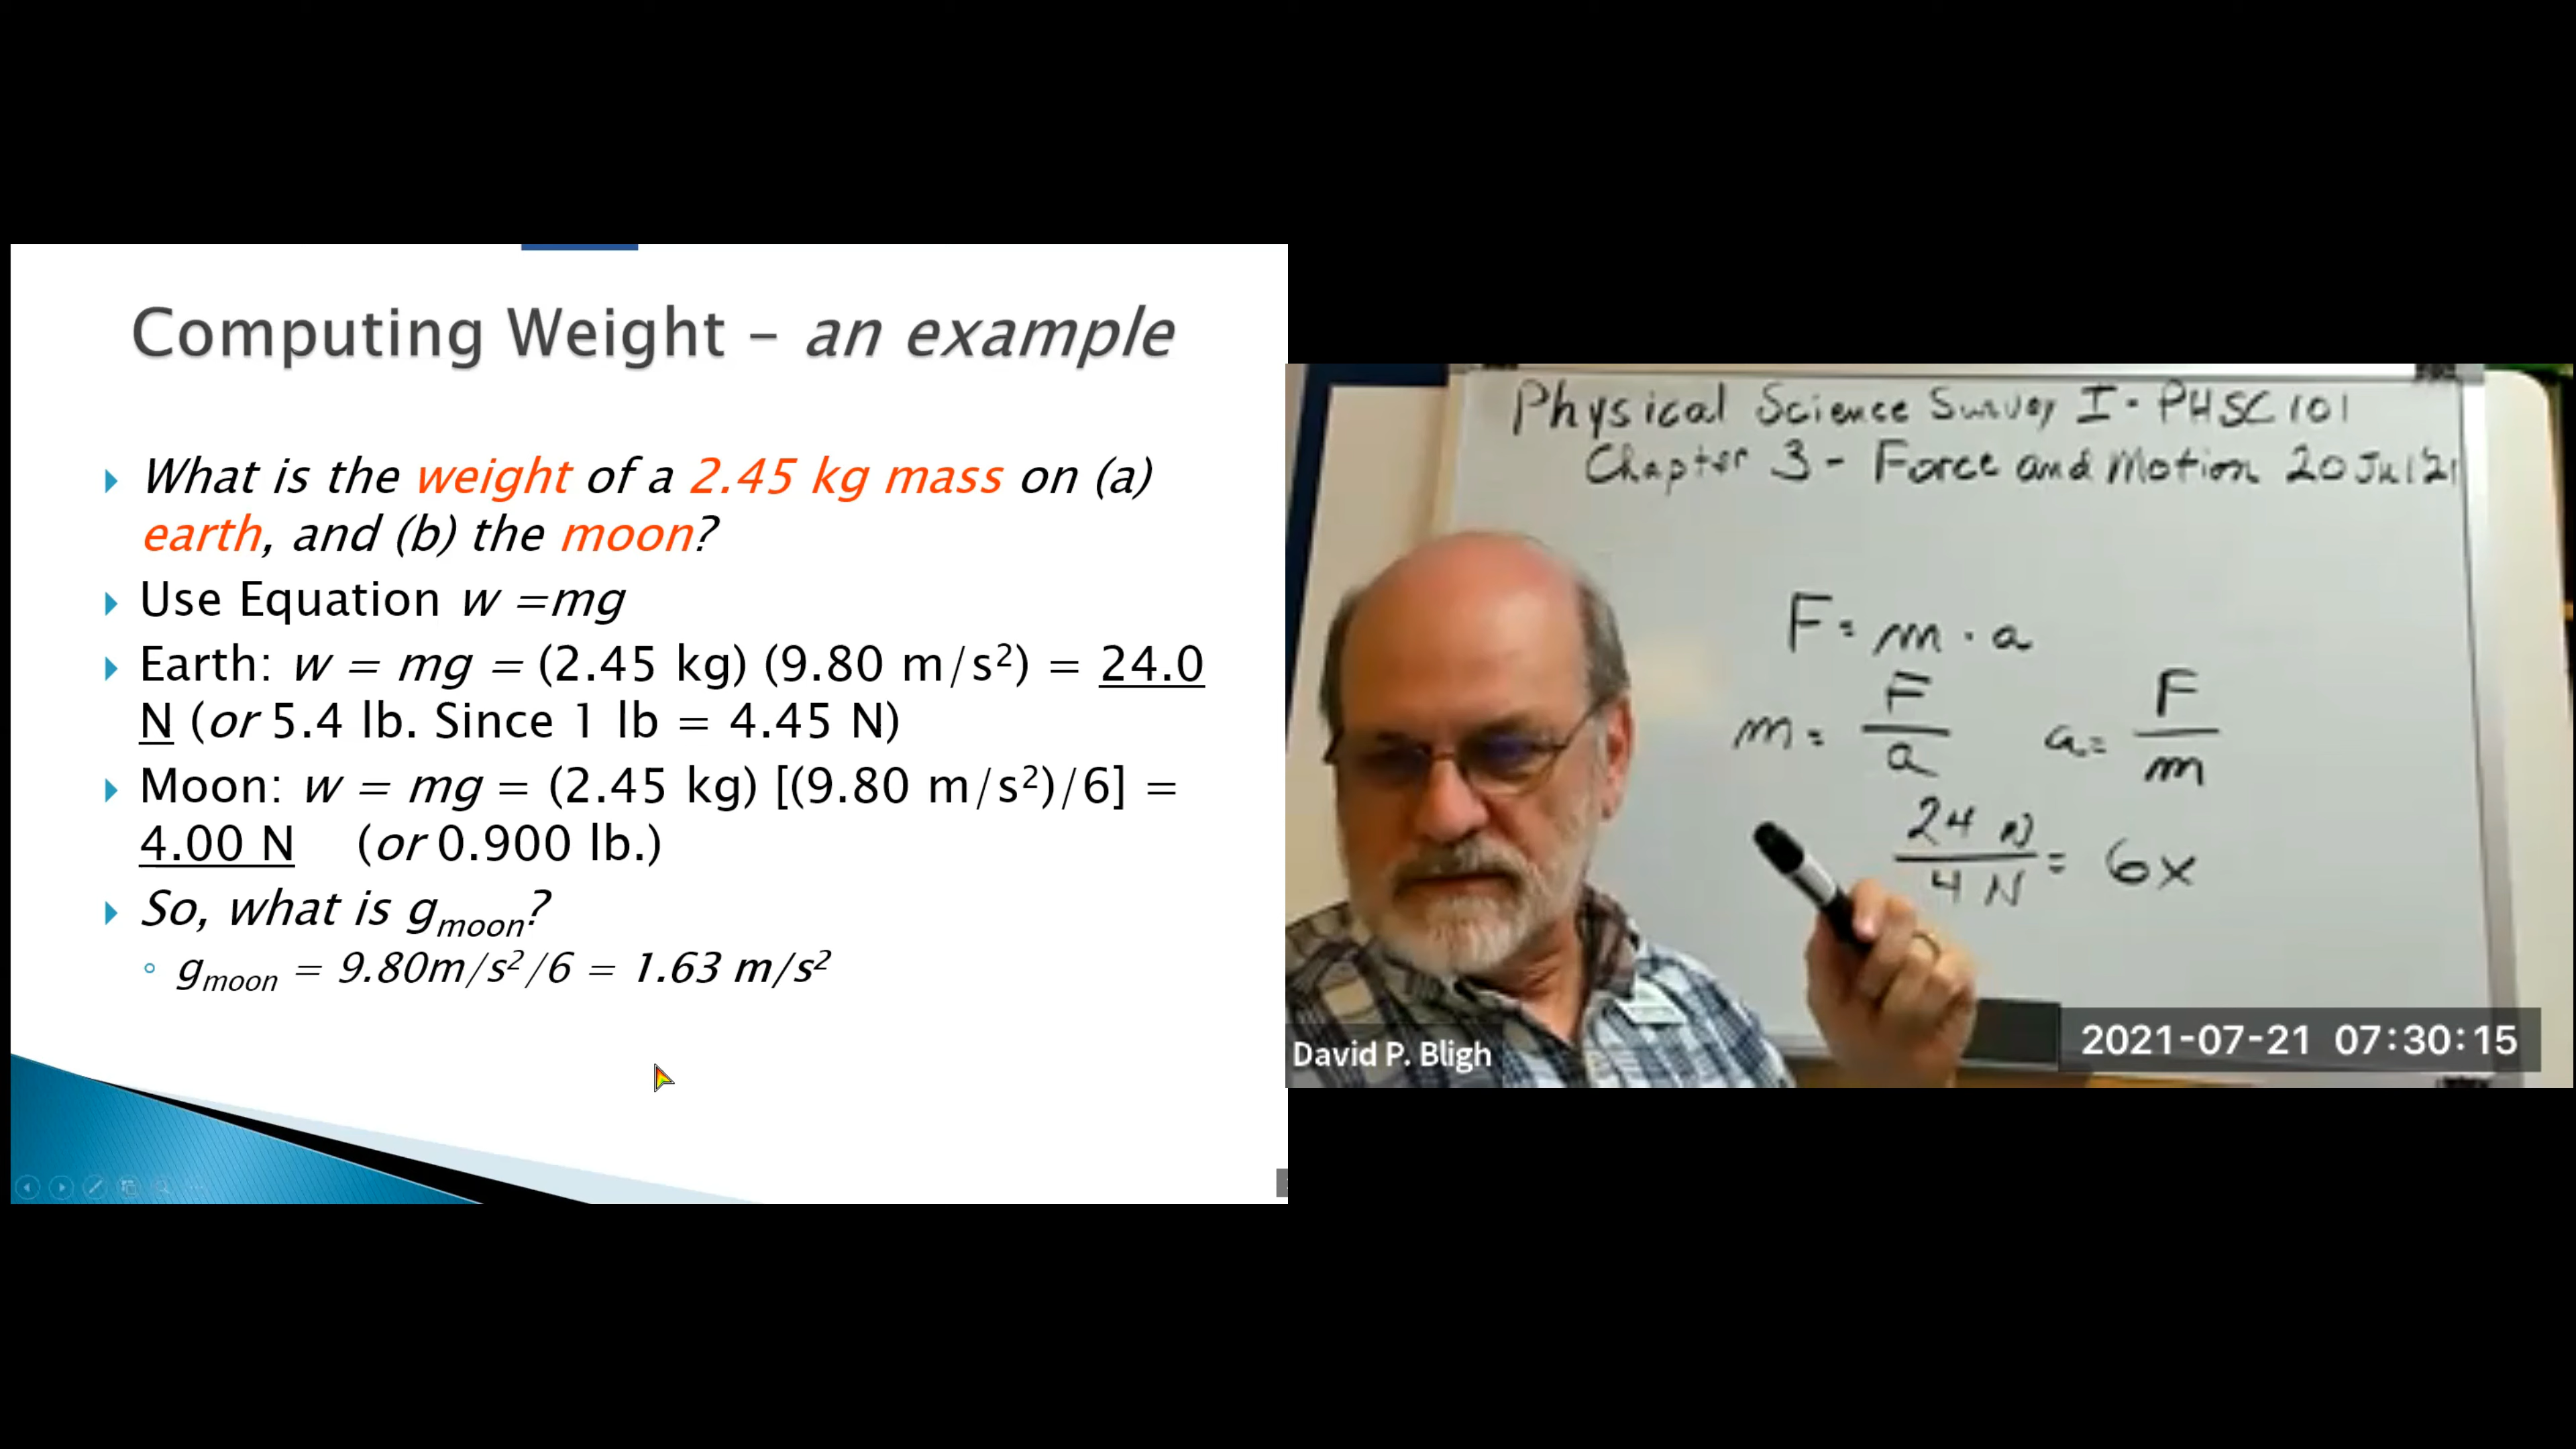 Computing Weight – an example
What is the weight of a 2.45 kg mass on (a)
earth, and (b) the moon?
Use Equation w =mg
Earth: w = mg = (2.45 kg) (9.80 m/s²) = 24.0
N (or 5.4 lb. Since 1 lb = 4.45 N)
Moon: w = mg = (2.45 kg) [(9.80 m/s²)/6] =
4.00 N (or 0.900 lb.)
So, what is gmoon?
gmoon = 9.80m/s²/6 = 1.63 m/s²
Physical Science Survey I - PHSC 101
Chapter 3 - Force and Motion 20 Jul 21
F = m · a
m = F/a a = F/m
24 N / 4 N = 6x
David P. Bligh
2021-07-21 07:30:15